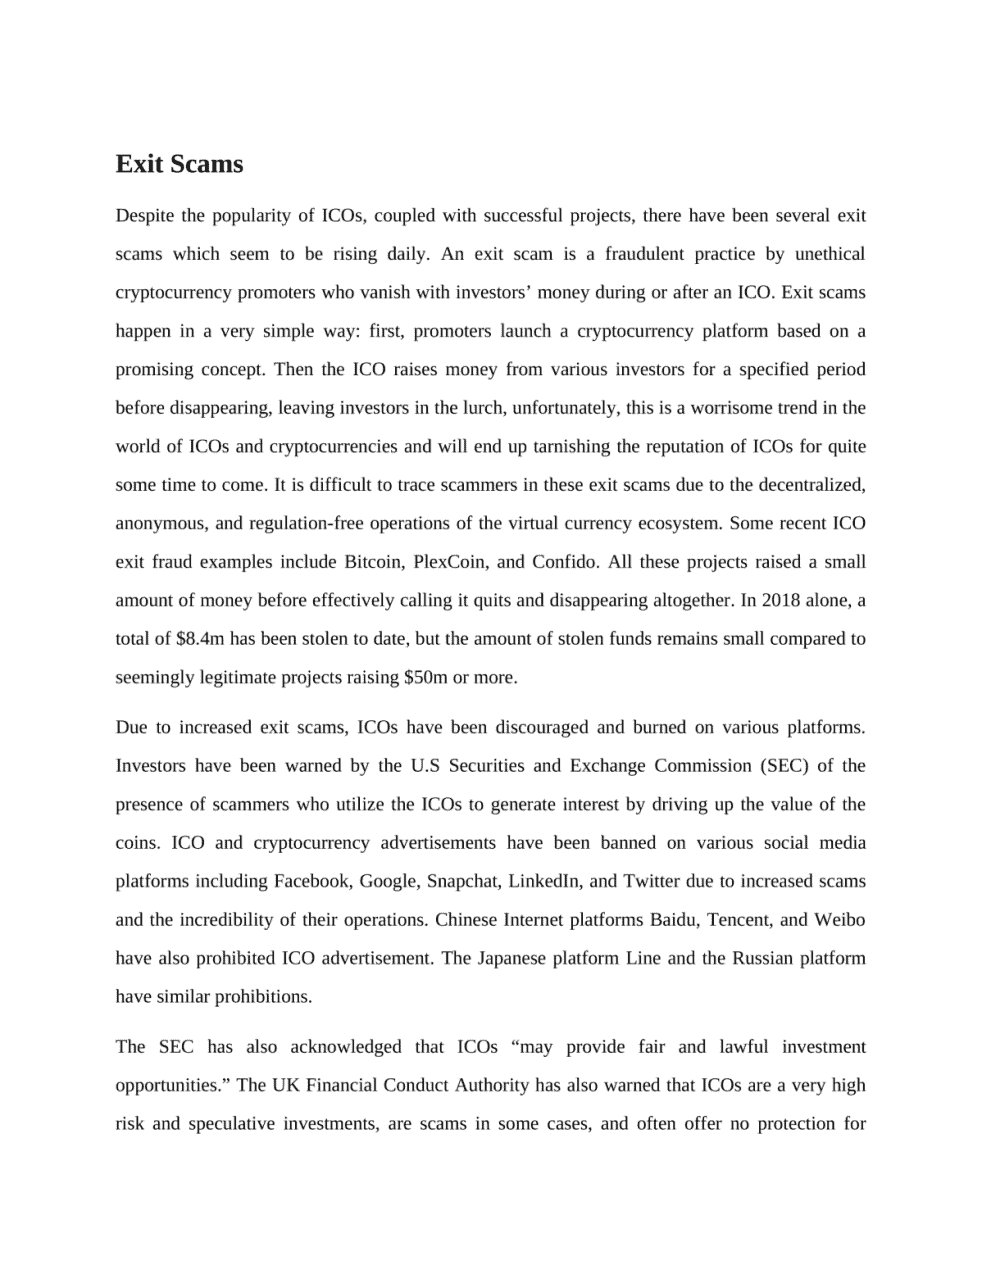 Exit Scams
Despite the popularity of ICOs, coupled with successful projects, there have been several exit
scams which seem to be rising daily. An exit scam is a fraudulent practice by unethical
cryptocurrency promoters who vanish with investors’ money during or after an ICO. Exit scams
happen in a very simple way: first, promoters launch a cryptocurrency platform based on a
promising concept. Then the ICO raises money from various investors for a specified period
before disappearing, leaving investors in the lurch, unfortunately, this is a worrisome trend in the
world of ICOs and cryptocurrencies and will end up tarnishing the reputation of ICOs for quite
some time to come. It is difficult to trace scammers in these exit scams due to the decentralized,
anonymous, and regulation-free operations of the virtual currency ecosystem. Some recent ICO
exit fraud examples include Bitcoin, PlexCoin, and Confido. All these projects raised a small
amount of money before effectively calling it quits and disappearing altogether. In 2018 alone, a
total of $8.4m has been stolen to date, but the amount of stolen funds remains small compared to
seemingly legitimate projects raising $50m or more.
Due to increased exit scams, ICOs have been discouraged and burned on various platforms.
Investors have been warned by the U.S Securities and Exchange Commission (SEC) of the
presence of scammers who utilize the ICOs to generate interest by driving up the value of the
coins. ICO and cryptocurrency advertisements have been banned on various social media
platforms including Facebook, Google, Snapchat, LinkedIn, and Twitter due to increased scams
and the incredibility of their operations. Chinese Internet platforms Baidu, Tencent, and Weibo
have also prohibited ICO advertisement. The Japanese platform Line and the Russian platform
have similar prohibitions.
The SEC has also acknowledged that ICOs “may provide fair and lawful investment
opportunities.” The UK Financial Conduct Authority has also warned that ICOs are a very high
risk and speculative investments, are scams in some cases, and often offer no protection for